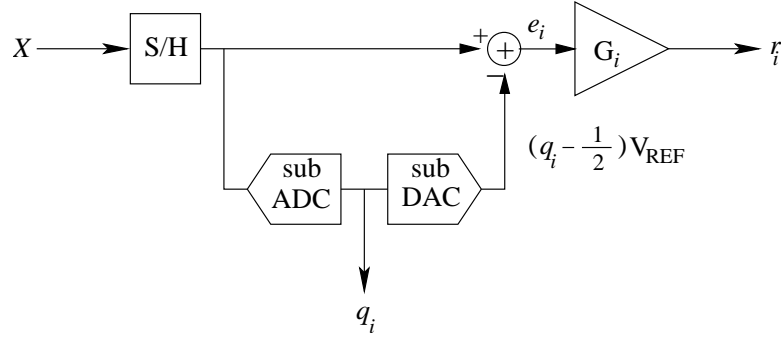 X
S/H
+
+
−
e_i
G_i
r_i
sub
ADC
sub
DAC
(q_i - 1/2) V_REF
q_i